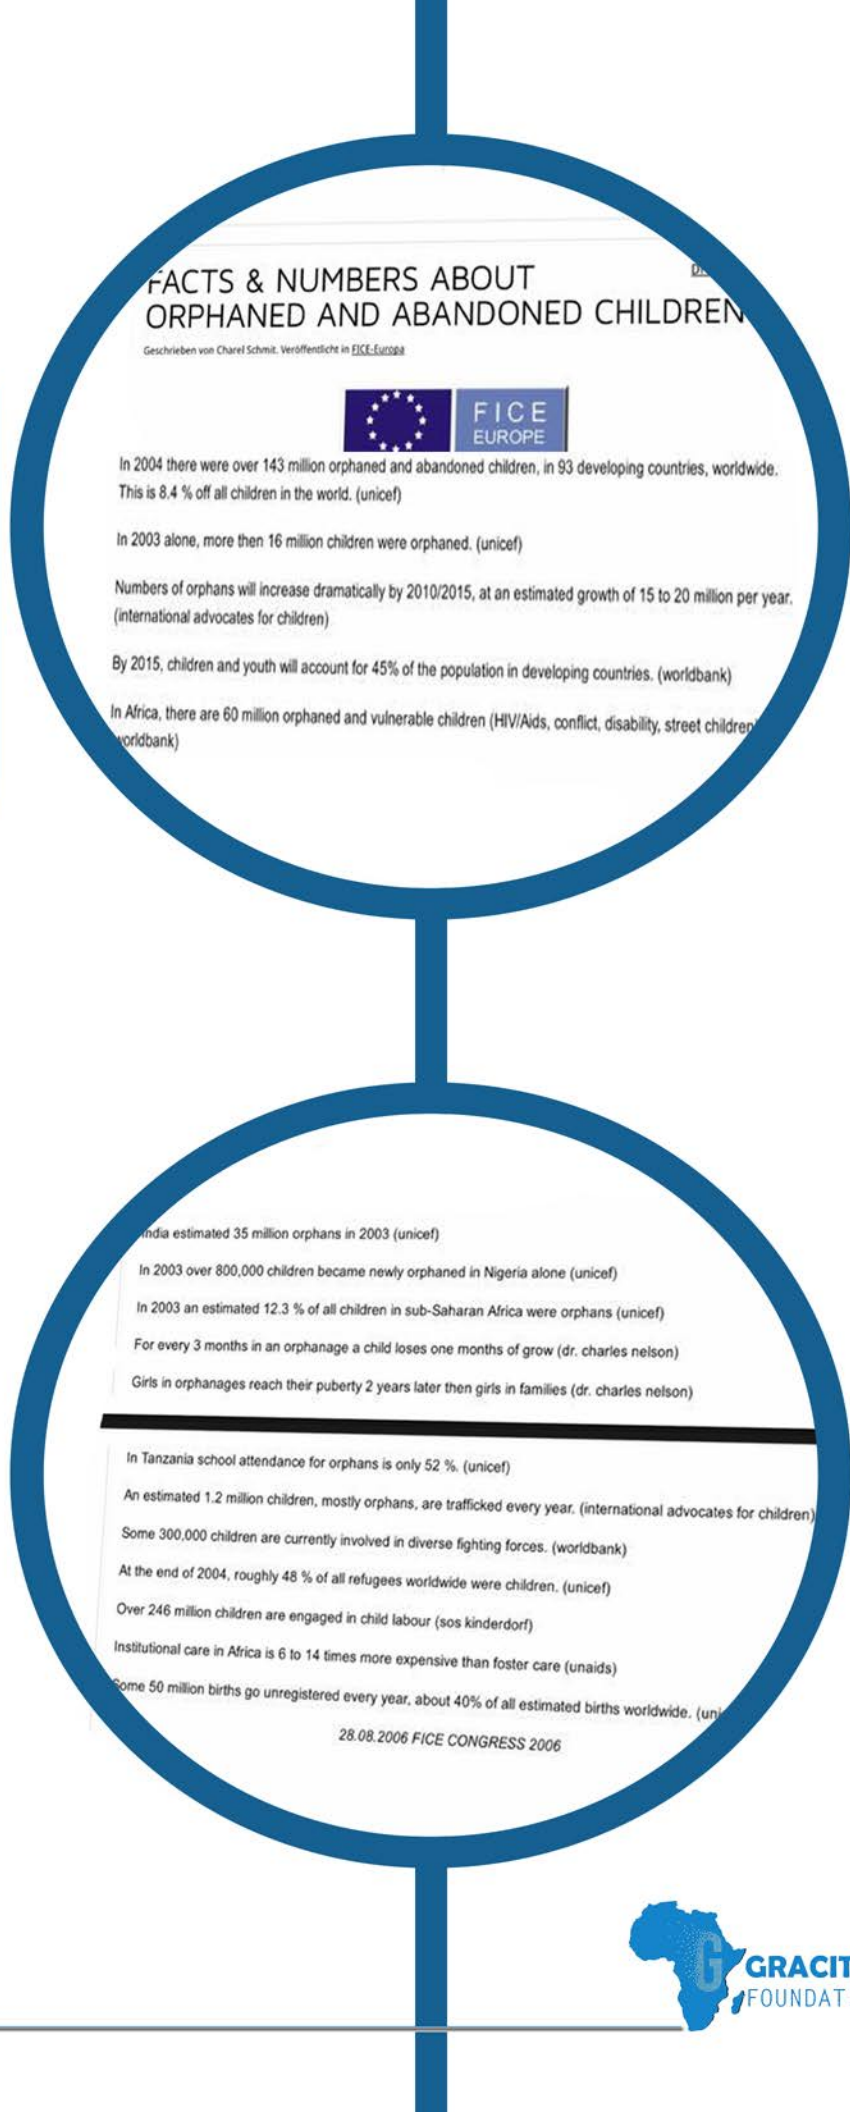 FACTS & NUMBERS ABOUT
ORPHANED AND ABANDONED CHILDREN
Geschrieben von Charel Schmit. Veröffentlicht in FICE-Europa
FICE
EUROPE
In 2004 there were over 143 million orphaned and abandoned children, in 93 developing countries, worldwide.
This is 8.4 % off all children in the world. (unicef)
In 2003 alone, more then 16 million children were orphaned. (unicef)
Numbers of orphans will increase dramatically by 2010/2015, at an estimated growth of 15 to 20 million per year.
(international advocates for children)
By 2015, children and youth will account for 45% of the population in developing countries. (worldbank)
In Africa, there are 60 million orphaned and vulnerable children (HIV/Aids, conflict, disability, street children
worldbank)
India estimated 35 million orphans in 2003 (unicef)
In 2003 over 800,000 children became newly orphaned in Nigeria alone (unicef)
In 2003 an estimated 12.3 % of all children in sub-Saharan Africa were orphans (unicef)
For every 3 months in an orphanage a child loses one months of grow (dr. charles nelson)
Girls in orphanages reach their puberty 2 years later then girls in families (dr. charles nelson)
In Tanzania school attendance for orphans is only 52 %. (unicef)
An estimated 1.2 million children, mostly orphans, are trafficked every year. (international advocates for children)
Some 300,000 children are currently involved in diverse fighting forces. (worldbank)
At the end of 2004, roughly 48 % of all refugees worldwide were children. (unicef)
Over 246 million children are engaged in child labour (sos kinderdorf)
Institutional care in Africa is 6 to 14 times more expensive than foster care (unaids)
Some 50 million births go unregistered every year, about 40% of all estimated births worldwide. (uni
28.08.2006 FICE CONGRESS 2006
G
GRACIT
FOUNDAT